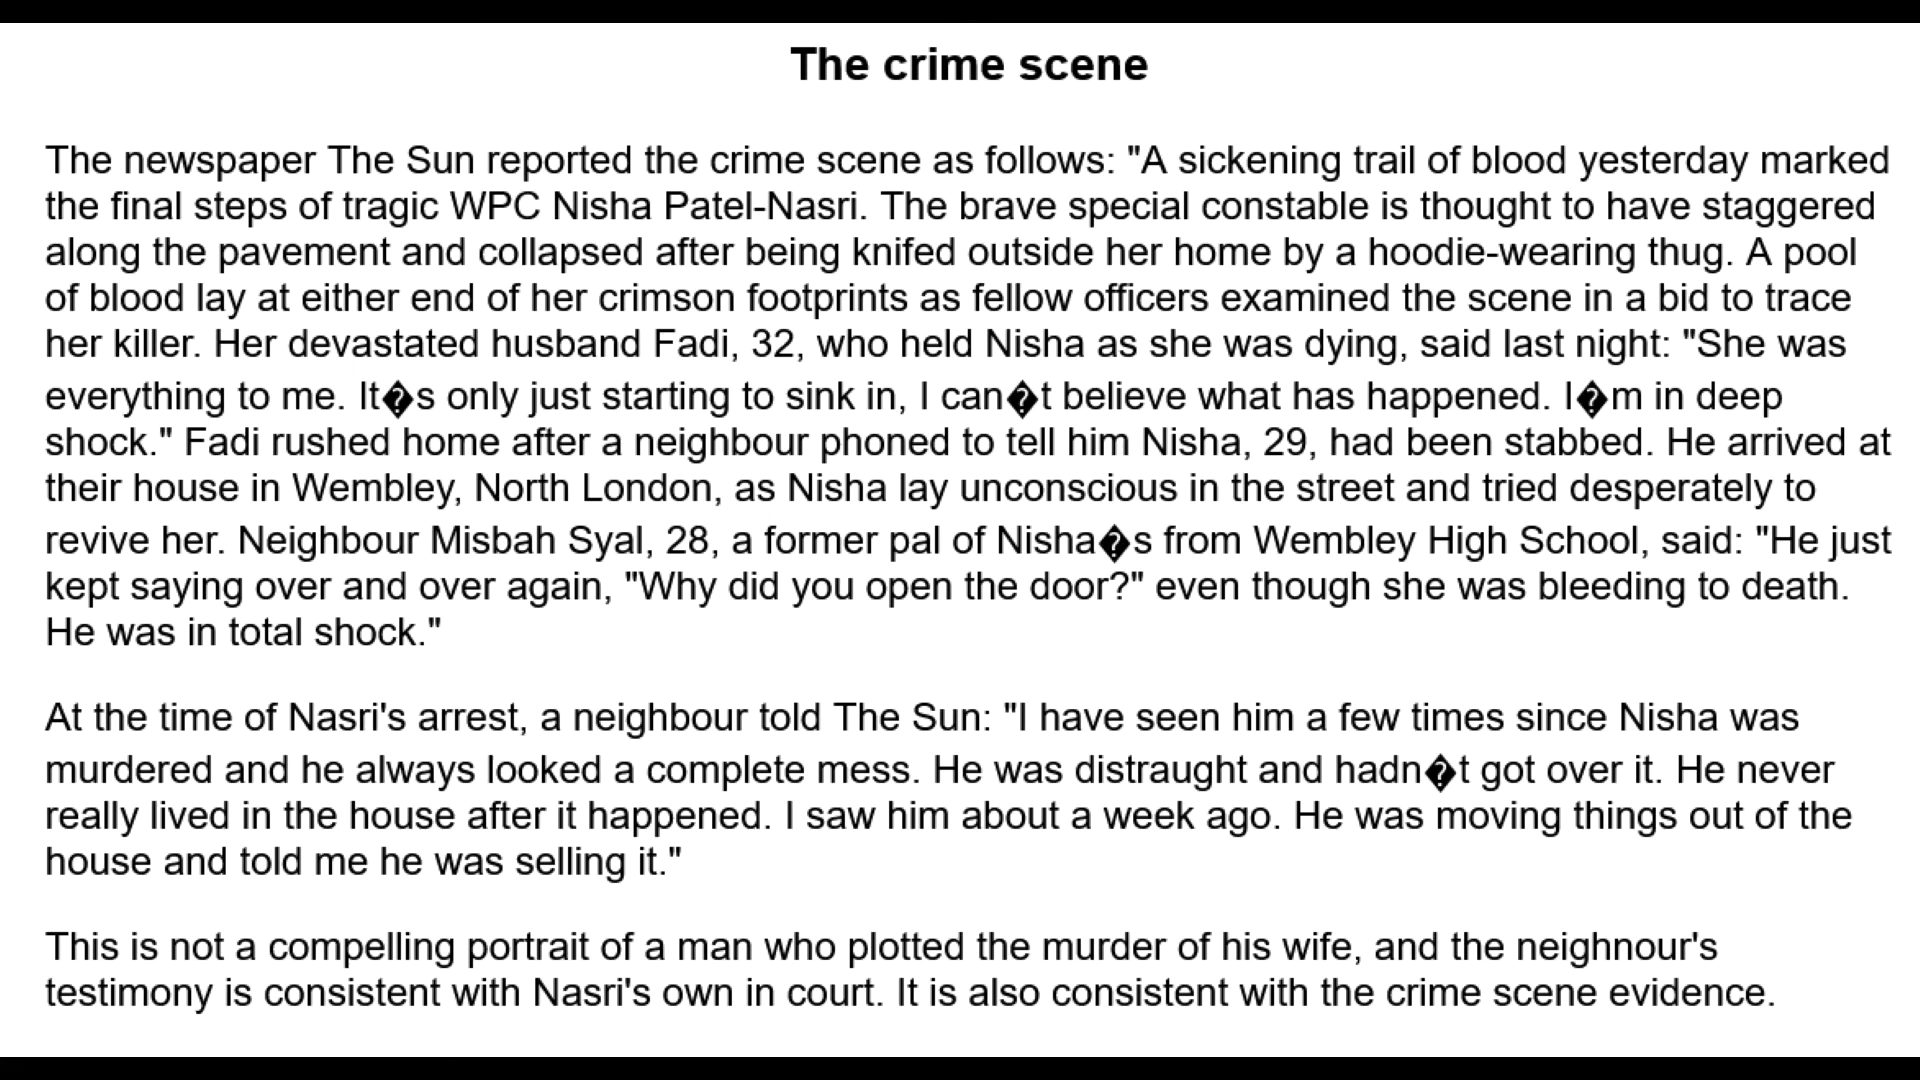 The crime scene
The newspaper The Sun reported the crime scene as follows: "A sickening trail of blood yesterday marked
the final steps of tragic WPC Nisha Patel-Nasri. The brave special constable is thought to have staggered
along the pavement and collapsed after being knifed outside her home by a hoodie-wearing thug. A pool
of blood lay at either end of her crimson footprints as fellow officers examined the scene in a bid to trace
her killer. Her devastated husband Fadi, 32, who held Nisha as she was dying, said last night: "She was
everything to me. It�s only just starting to sink in, I can�t believe what has happened. I�m in deep
shock." Fadi rushed home after a neighbour phoned to tell him Nisha, 29, had been stabbed. He arrived at
their house in Wembley, North London, as Nisha lay unconscious in the street and tried desperately to
revive her. Neighbour Misbah Syal, 28, a former pal of Nisha�s from Wembley High School, said: "He just
kept saying over and over again, "Why did you open the door?" even though she was bleeding to death.
He was in total shock."
At the time of Nasri's arrest, a neighbour told The Sun: "I have seen him a few times since Nisha was
murdered and he always looked a complete mess. He was distraught and hadn�t got over it. He never
really lived in the house after it happened. I saw him about a week ago. He was moving things out of the
house and told me he was selling it."
This is not a compelling portrait of a man who plotted the murder of his wife, and the neighnour's
testimony is consistent with Nasri's own in court. It is also consistent with the crime scene evidence.